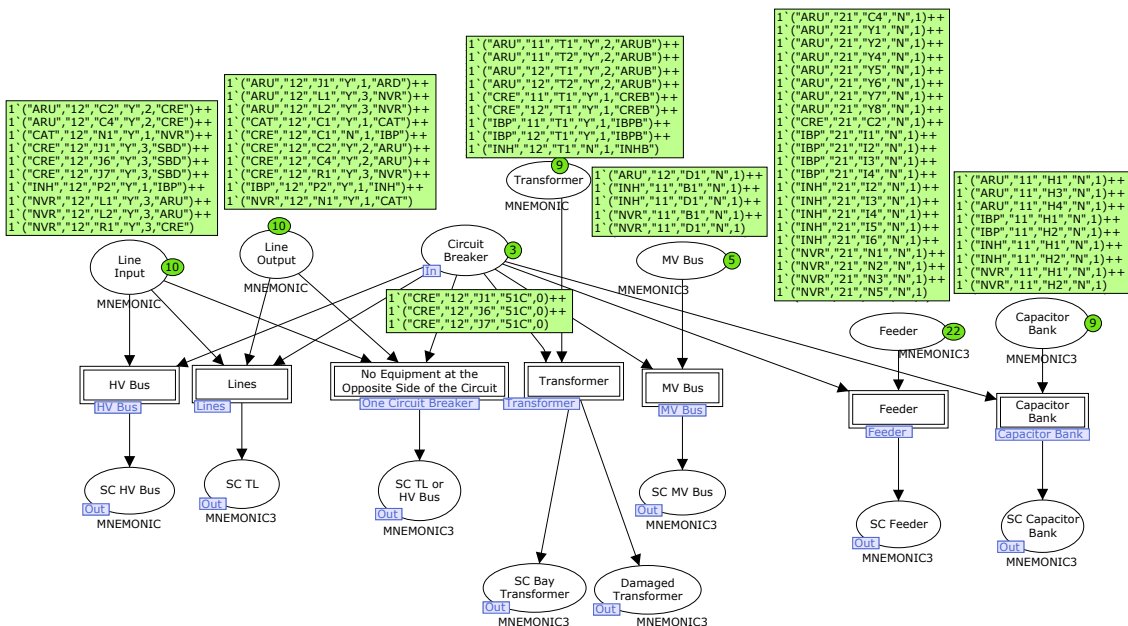 1`("ARU","12","C2","Y",2,"CRE")++
1`("ARU","12","C4","Y",2,"CRE")++
1`("CAT","12","N1","Y",1,"NVR")++
1`("CRE","12","J1","Y",3,"SBD")++
1`("CRE","12","J6","Y",3,"SBD")++
1`("CRE","12","J7","Y",3,"SBD")++
1`("INH","12","P2","Y",1,"IBP")++
1`("NVR","12","L1","Y",3,"ARU")++
1`("NVR","12","L2","Y",3,"ARU")++
1`("NVR","12","R1","Y",3,"CRE")
1`("ARU","12","J1","Y",1,"ARD")++
1`("ARU","12","L1","Y",3,"NVR")++
1`("ARU","12","L2","Y",3,"NVR")++
1`("CAT","12","C1","Y",1,"CAT")++
1`("CRE","12","C1","N",1,"IBP")++
1`("CRE","12","C2","Y",2,"ARU")++
1`("CRE","12","C4","Y",2,"ARU")++
1`("CRE","12","R1","Y",3,"NVR")++
1`("IBP","12","P2","Y",1,"INH")++
1`("NVR","12","N1","Y",1,"CAT")
1`("ARU","11","T1","Y",2,"ARUB")++
1`("ARU","11","T2","Y",2,"ARUB")++
1`("ARU","12","T1","Y",2,"ARUB")++
1`("ARU","12","T2","Y",2,"ARUB")++
1`("CRE","11","T1","Y",1,"CREB")++
1`("CRE","12","T1","Y",1,"CREB")++
1`("IBP","11","T1","Y",1,"IBPB")++
1`("IBP","12","T1","Y",1,"IBPB")++
1`("INH","12","T1","N",1,"INHB")
1`("ARU","12","D1","N",1)++
1`("INH","11","B1","N",1)++
1`("INH","11","D1","N",1)++
1`("NVR","11","B1","N",1)++
1`("NVR","11","D1","N",1)
1`("ARU","21","C4","N",1)++
1`("ARU","21","Y1","N",1)++
1`("ARU","21","Y2","N",1)++
1`("ARU","21","Y4","N",1)++
1`("ARU","21","Y5","N",1)++
1`("ARU","21","Y6","N",1)++
1`("ARU","21","Y7","N",1)++
1`("ARU","21","Y8","N",1)++
1`("CRE","21","C2","N",1)++
1`("IBP","21","I1","N",1)++
1`("IBP","21","I2","N",1)++
1`("IBP","21","I3","N",1)++
1`("IBP","21","I4","N",1)++
1`("INH","21","I2","N",1)++
1`("INH","21","I3","N",1)++
1`("INH","21","I4","N",1)++
1`("INH","21","I5","N",1)++
1`("INH","21","I6","N",1)++
1`("NVR","21","N1","N",1)++
1`("NVR","21","N2","N",1)++
1`("NVR","21","N3","N",1)++
1`("NVR","21","N5","N",1)
1`("ARU","11","H1","N",1)++
1`("ARU","11","H3","N",1)++
1`("ARU","11","H4","N",1)++
1`("IBP","11","H1","N",1)++
1`("IBP","11","H2","N",1)++
1`("INH","11","H1","N",1)++
1`("INH","11","H2","N",1)++
1`("NVR","11","H1","N",1)++
1`("NVR","11","H2","N",1)
Line
Input
10
MNEMONIC
10
Line
Output
MNEMONIC
Circuit
Breaker
3
In
1`("CRE","12","J1","51C",0)++
1`("CRE","12","J6","51C",0)++
1`("CRE","12","J7","51C",0)
9
Transformer
MNEMONIC
MV Bus
5
MNEMONIC3
Feeder
22
MNEMONIC3
Capacitor
Bank
9
MNEMONIC3
HV Bus
HV Bus
Lines
Lines
No Equipment at the
Opposite Side of the Circuit
One Circuit Breaker
Transformer
Transformer
MV Bus
MV Bus
Feeder
Feeder
Capacitor
Bank
Capacitor Bank
SC HV Bus
Out
MNEMONIC
SC TL
Out
MNEMONIC3
SC TL or
HV Bus
Out
MNEMONIC3
SC MV Bus
Out
MNEMONIC3
SC Feeder
Out
MNEMONIC3
SC Capacitor
Bank
Out
MNEMONIC3
SC Bay
Transformer
Out
MNEMONIC3
Damaged
Transformer
Out
MNEMONIC3